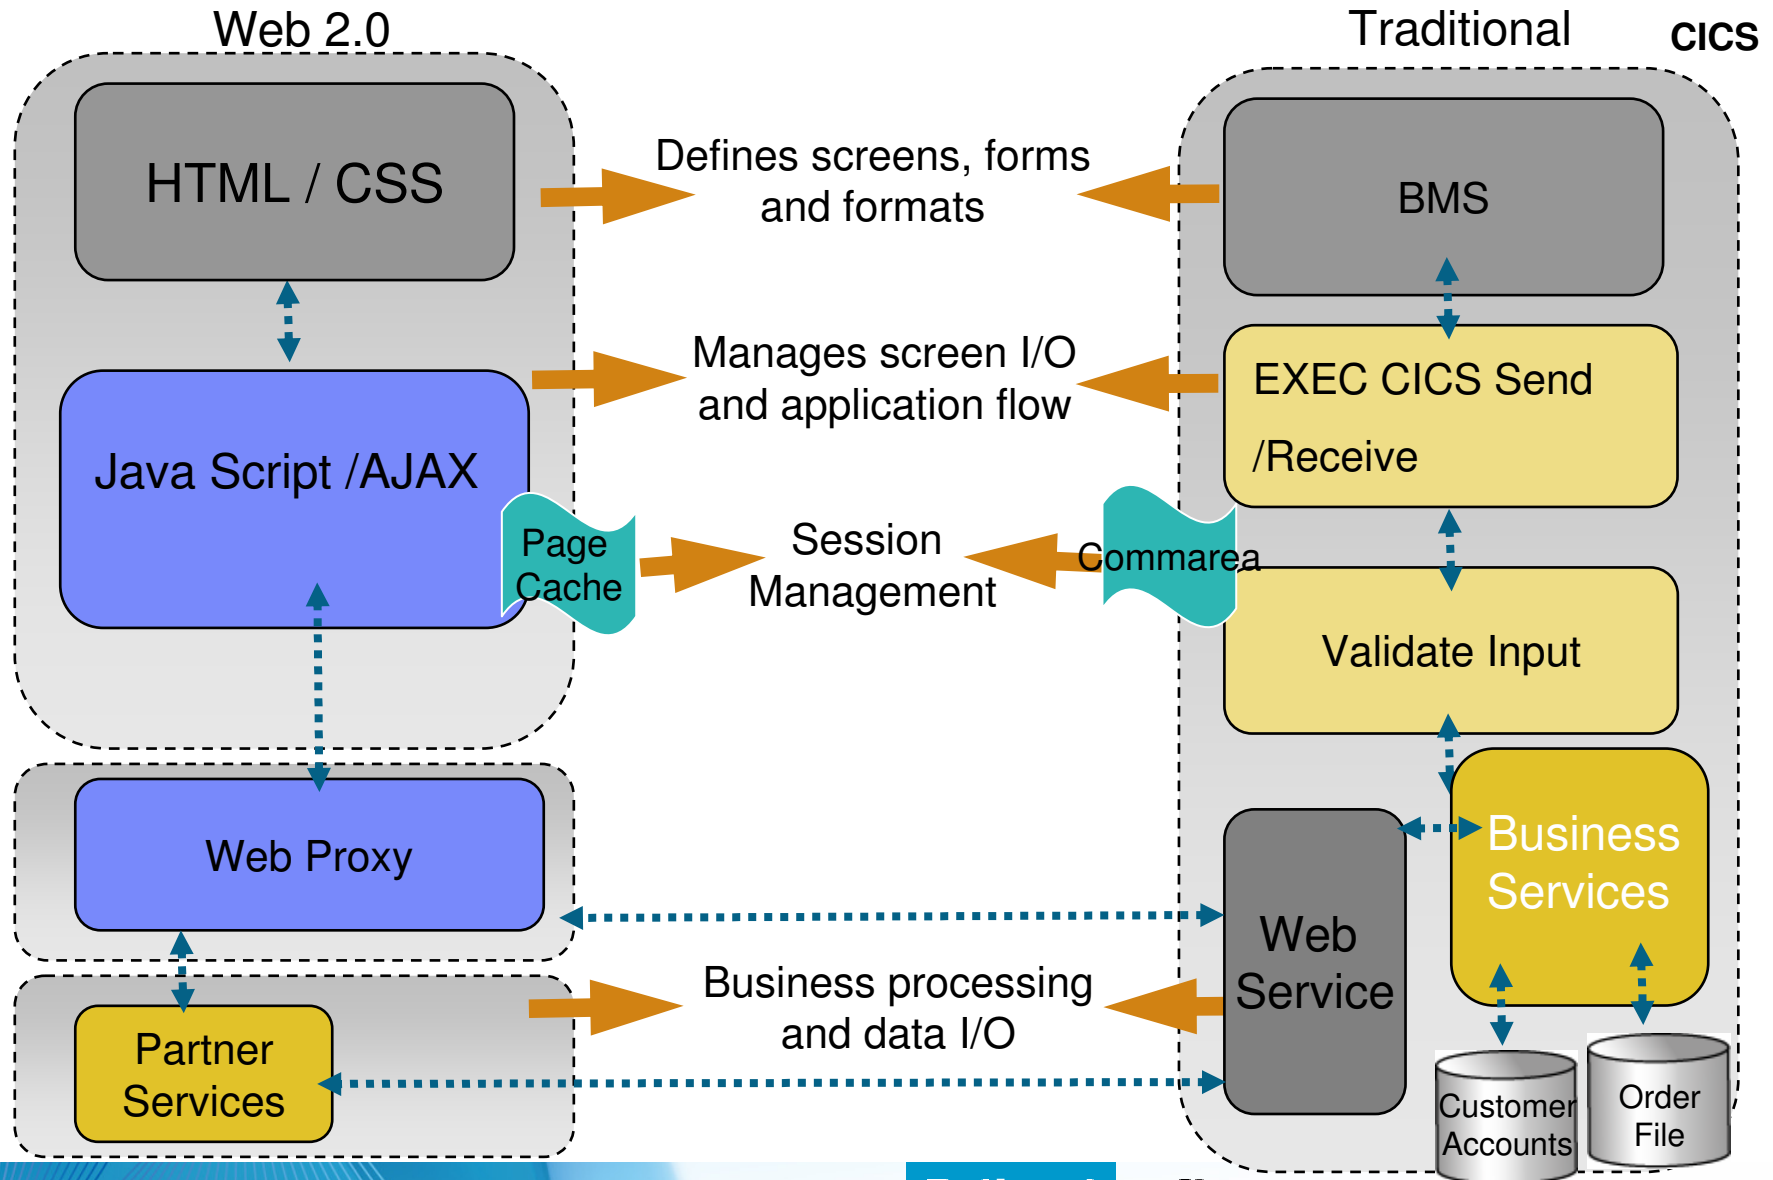 Web 2.0
Traditional
CICS
HTML / CSS
Defines screens, forms
and formats
BMS
Manages screen I/O
and application flow
EXEC CICS Send
/Receive
Java Script /AJAX
Page
Cache
Session
Management
Commarea
Validate Input
Web Proxy
Business
Services
Web
Service
Business processing
and data I/O
Partner
Services
Customer
Accounts
Order
File